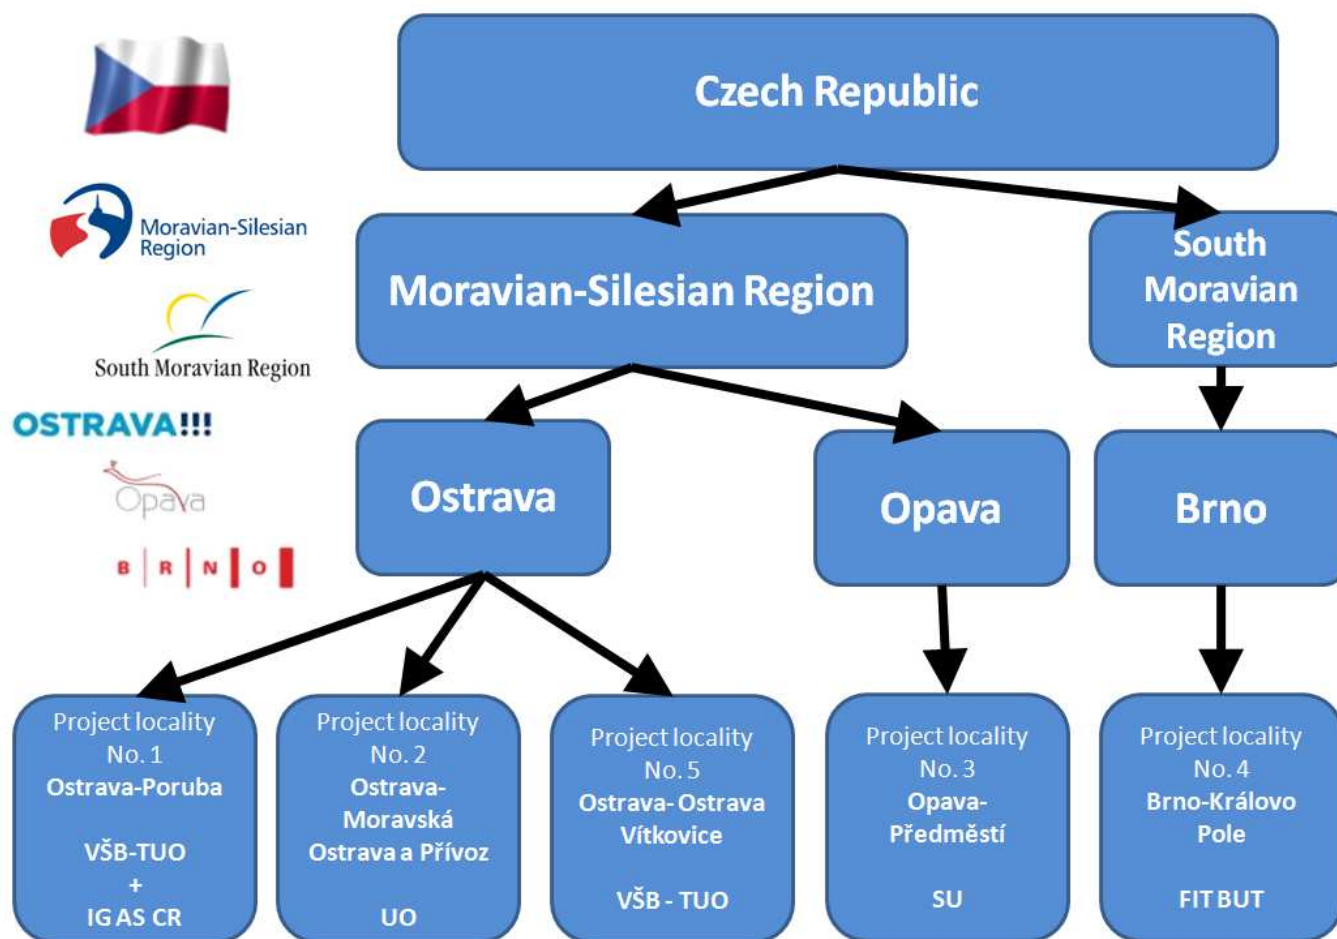 Czech Republic
Moravian-Silesian
Region
South Moravian Region
OSTRAVA!!!
Opava
B R N O
Moravian-Silesian Region
South
Moravian
Region
Ostrava
Opava
Brno
Project locality
No. 1
Ostrava-Poruba
VŠB-TUO
+
IG AS CR
Project locality
No. 2
Ostrava-
Moravská
Ostrava a Přívoz
UO
Project locality
No. 5
Ostrava- Ostrava
Vítkovice
VŠB - TUO
Project locality
No. 3
Opava-
Předměstí
SU
Project locality
No. 4
Brno-Královo
Pole
FIT BUT